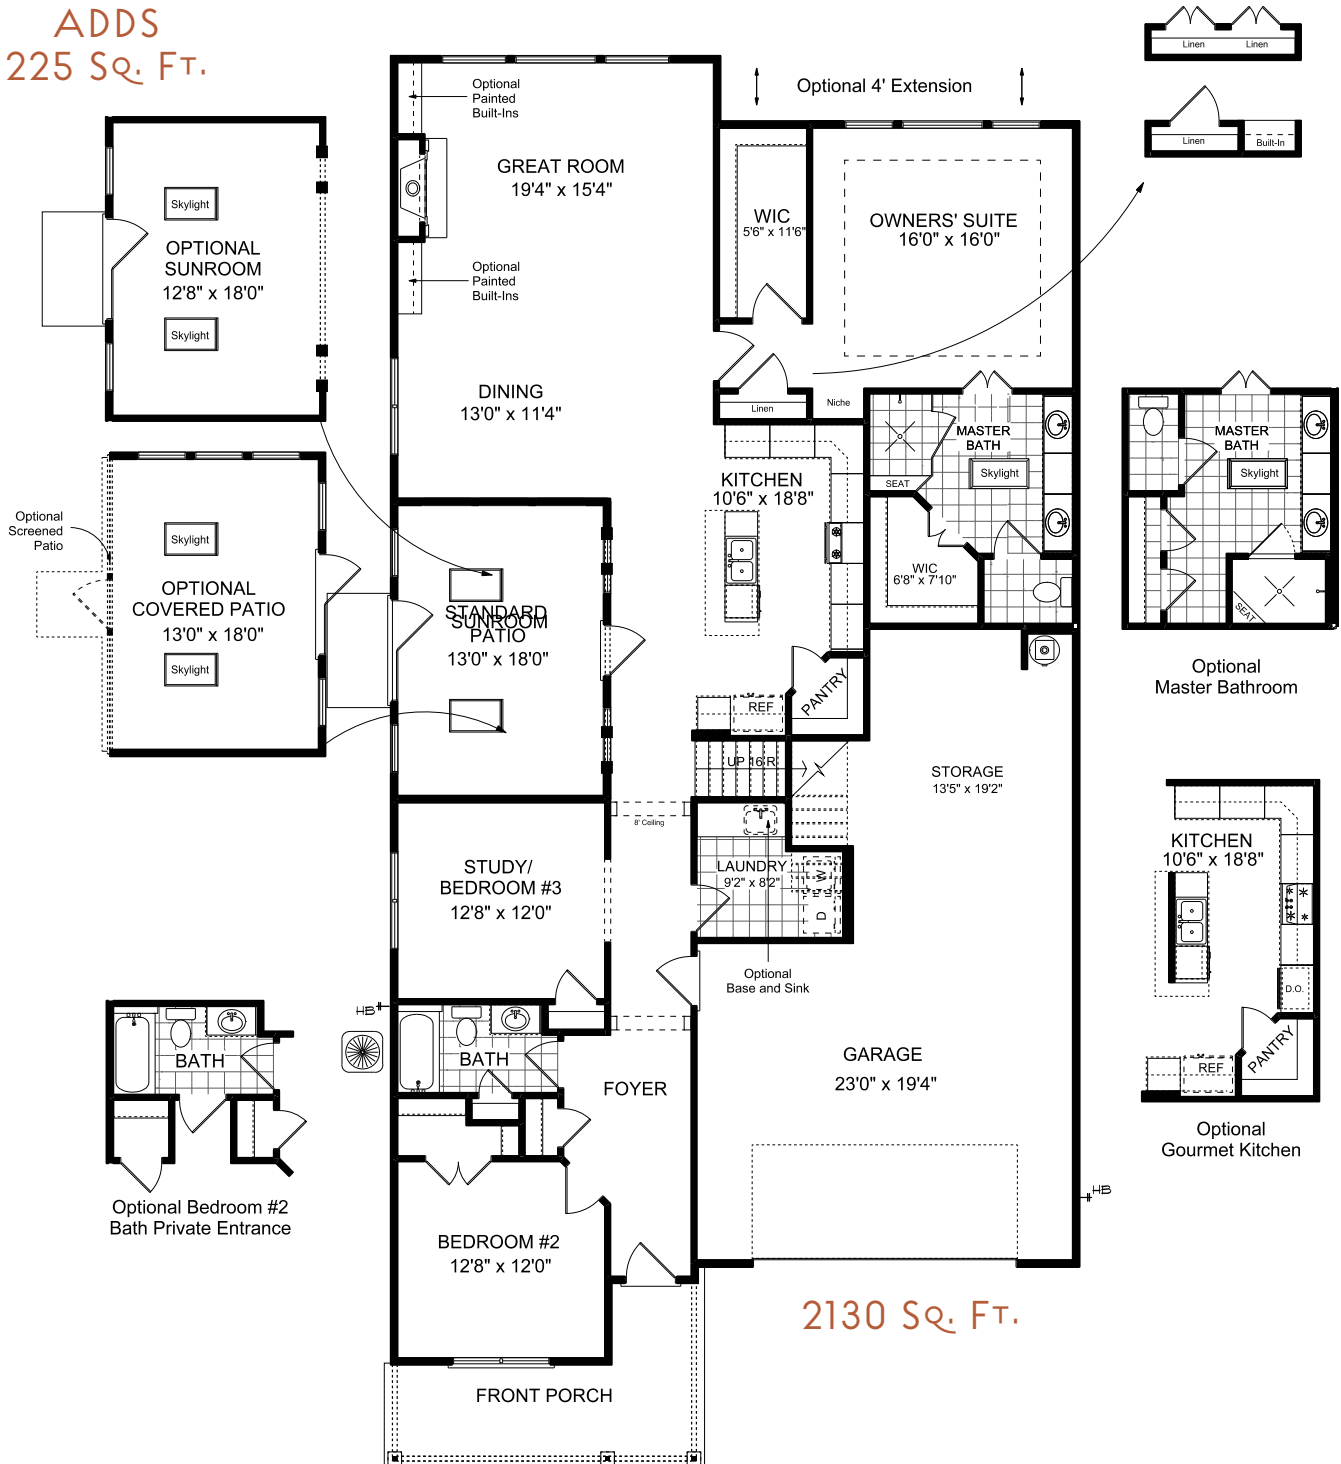 ADDS
225 SQ. FT.
Linen
Linen
Optional 4' Extension
Linen
Built-In
Optional
Painted
Built-Ins
GREAT ROOM
19'4" x 15'4"
WIC
5'6" x 11'6"
OWNERS' SUITE
16'0" x 16'0"
Skylight
OPTIONAL
SUNROOM
12'8" x 18'0"
Skylight
Optional
Painted
Built-Ins
DINING
13'0" x 11'4"
Linen
Niche
MASTER
BATH
Skylight
SEAT
MASTER
BATH
Skylight
SEAT
Optional
Master Bathroom
KITCHEN
10'6" x 18'8"
WIC
6'8" x 7'10"
Optional
Screened
Patio
Skylight
OPTIONAL
COVERED PATIO
13'0" x 18'0"
Skylight
STANDARD
SUNROOM
PATIO
13'0" x 18'0"
PANTRY
REF
UP 16 R
STORAGE
13'5" x 19'2"
8' Ceiling
STUDY/
BEDROOM #3
12'8" x 12'0"
LAUNDRY
9'2" x 8'2"
W
D
Optional
Base and Sink
KITCHEN
10'6" x 18'8"
D.O.
PANTRY
REF
Optional
Gourmet Kitchen
HB
BATH
BATH
FOYER
GARAGE
23'0" x 19'4"
Optional Bedroom #2
Bath Private Entrance
HB
BEDROOM #2
12'8" x 12'0"
2130 SQ. FT.
FRONT PORCH